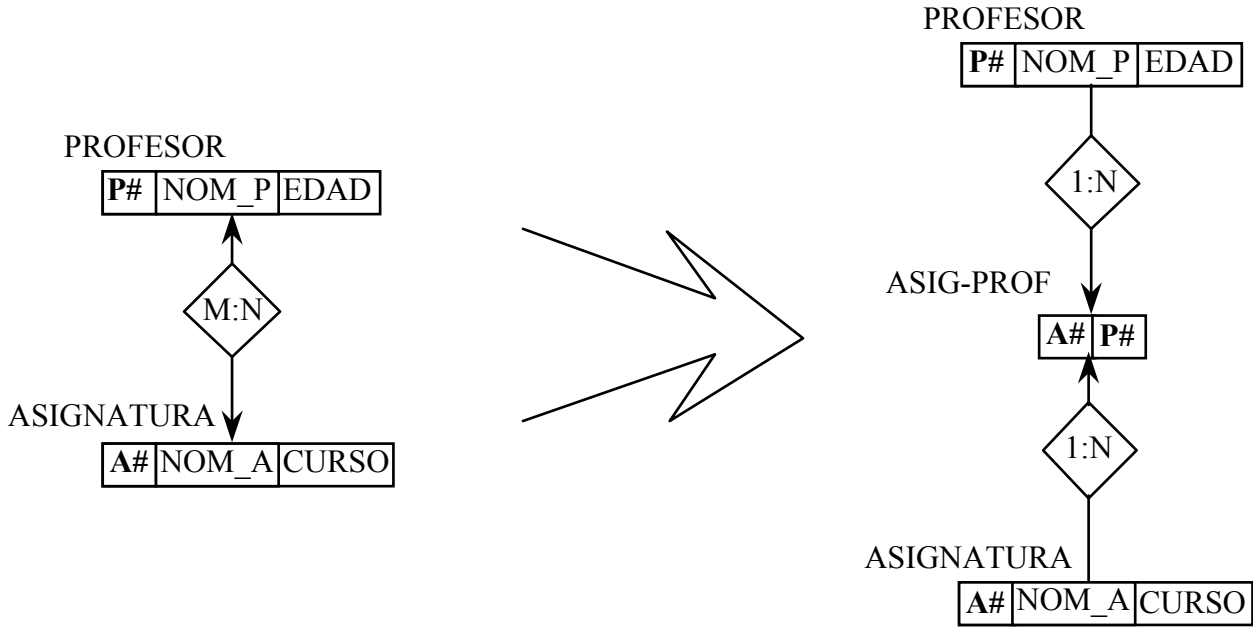 PROFESOR
P# NOM_P EDAD
M:N
ASIGNATURA
A# NOM_A CURSO
PROFESOR
P# NOM_P EDAD
1:N
ASIG-PROF
A# P#
1:N
ASIGNATURA
A# NOM_A CURSO